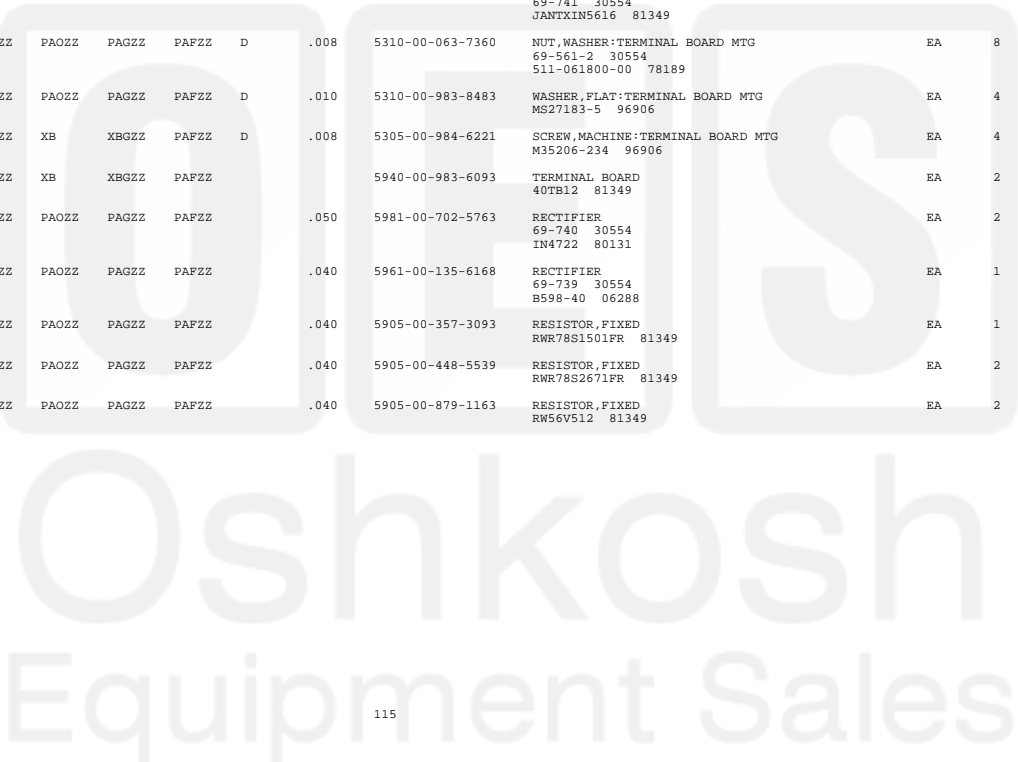 69-741 30554
JANTXIN5616 81349
ZZ PAOZZ PAGZZ PAFZZ D .008 5310-00-063-7360 NUT,WASHER:TERMINAL BOARD MTG EA 8
69-561-2 30554
511-061800-00 78189
ZZ PAOZZ PAGZZ PAFZZ D .010 5310-00-983-8483 WASHER,FLAT:TERMINAL BOARD MTG EA 4
MS27183-5 96906
ZZ XB XBGZZ PAFZZ D .008 5305-00-984-6221 SCREW,MACHINE:TERMINAL BOARD MTG EA 4
M35206-234 96906
ZZ XB XBGZZ PAFZZ 5940-00-983-6093 TERMINAL BOARD EA 2
40TB12 81349
ZZ PAOZZ PAGZZ PAFZZ .050 5981-00-702-5763 RECTIFIER EA 2
69-740 30554
IN4722 80131
ZZ PAOZZ PAGZZ PAFZZ .040 5961-00-135-6168 RECTIFIER EA 1
69-739 30554
B598-40 06288
ZZ PAOZZ PAGZZ PAFZZ .040 5905-00-357-3093 RESISTOR,FIXED EA 1
RWR78S1501FR 81349
ZZ PAOZZ PAGZZ PAFZZ .040 5905-00-448-5539 RESISTOR,FIXED EA 2
RWR78S2671FR 81349
ZZ PAOZZ PAGZZ PAFZZ .040 5905-00-879-1163 RESISTOR,FIXED EA 2
RW56V512 81349
OES
Oshkosh
Equipment Sales
115